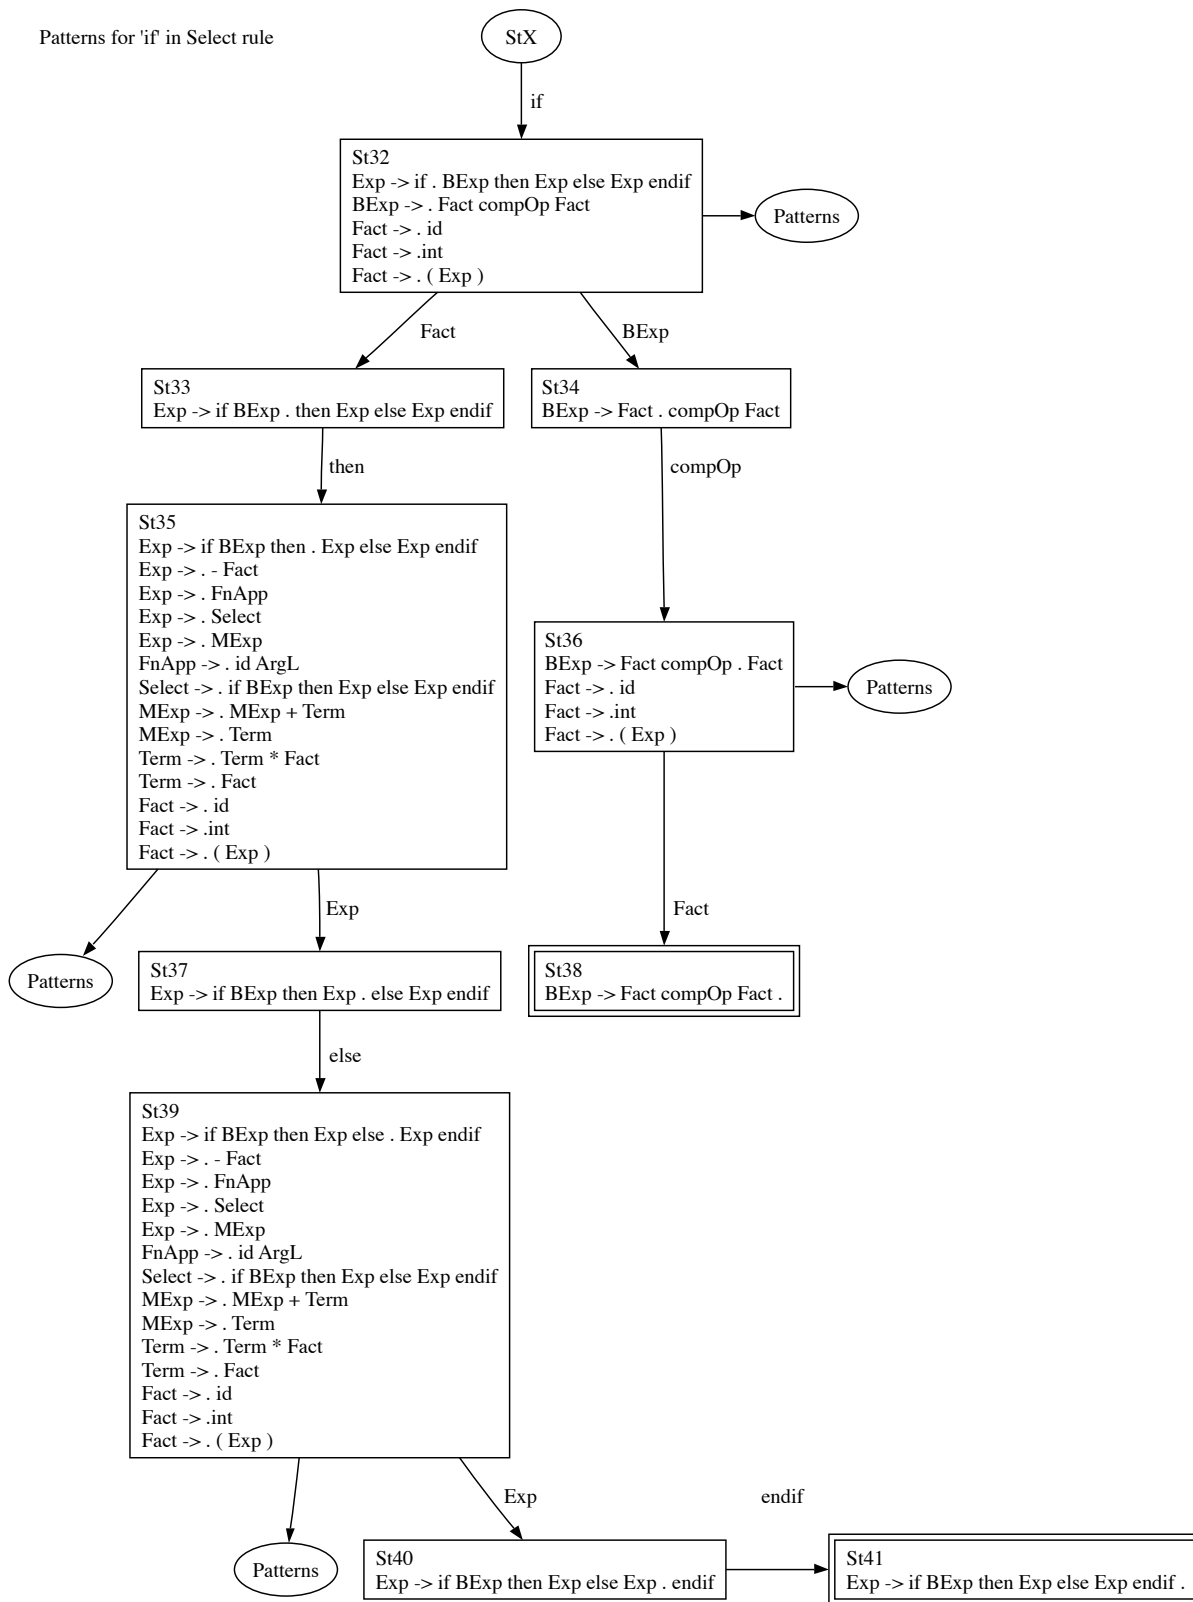 Patterns for 'if' in Select rule
StX
if
St32
Exp -> if . BExp then Exp else Exp endif
BExp -> . Fact compOp Fact
Fact -> . id
Fact -> .int
Fact -> . ( Exp )
Patterns
Fact
BExp
St33
Exp -> if BExp . then Exp else Exp endif
St34
BExp -> Fact . compOp Fact
then
compOp
St35
Exp -> if BExp then . Exp else Exp endif
Exp -> . - Fact
Exp -> . FnApp
Exp -> . Select
Exp -> . MExp
FnApp -> . id ArgL
Select -> . if BExp then Exp else Exp endif
MExp -> . MExp + Term
MExp -> . Term
Term -> . Term * Fact
Term -> . Fact
Fact -> . id
Fact -> .int
Fact -> . ( Exp )
St36
BExp -> Fact compOp . Fact
Fact -> . id
Fact -> .int
Fact -> . ( Exp )
Patterns
Exp
Fact
Patterns
St37
Exp -> if BExp then Exp . else Exp endif
St38
BExp -> Fact compOp Fact .
else
St39
Exp -> if BExp then Exp else . Exp endif
Exp -> . - Fact
Exp -> . FnApp
Exp -> . Select
Exp -> . MExp
FnApp -> . id ArgL
Select -> . if BExp then Exp else Exp endif
MExp -> . MExp + Term
MExp -> . Term
Term -> . Term * Fact
Term -> . Fact
Fact -> . id
Fact -> .int
Fact -> . ( Exp )
Exp
endif
Patterns
St40
Exp -> if BExp then Exp else Exp . endif
St41
Exp -> if BExp then Exp else Exp endif .